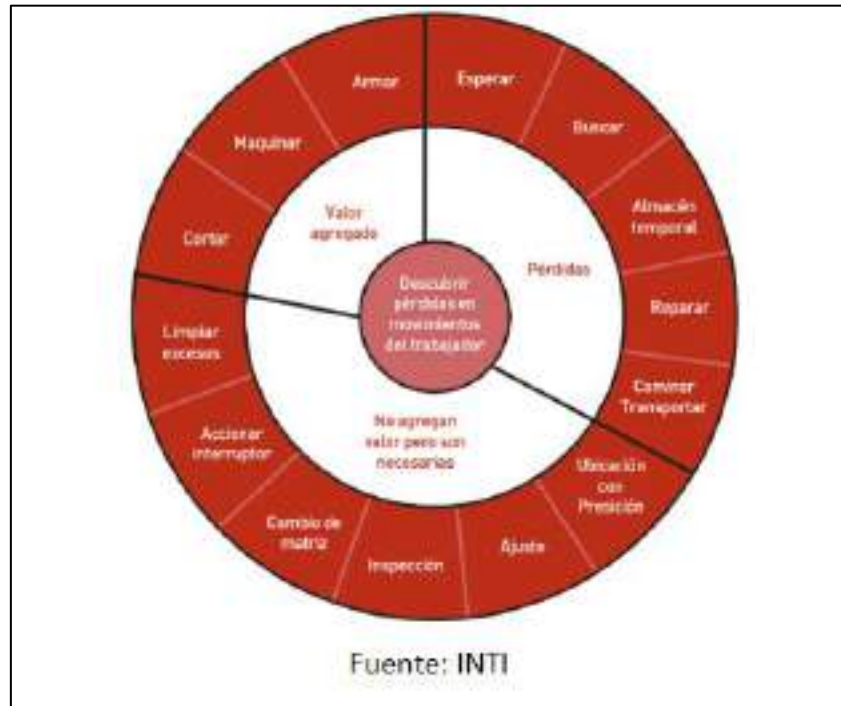 Armar
Esperar
Maquinar
Buscar
Cortar
Valor
agregado
Almacén
temporal
Pérdidas
Descubrir
pérdidas en
movimientos
del trabajador
Reparar
Limpiar
excesos
Caminar
Transportar
No agregan
valor pero son
necesarias
Accionar
interruptor
Ubicación
con
Presición
Cambio de
matriz
Inspección
Ajuste
Fuente: INTI